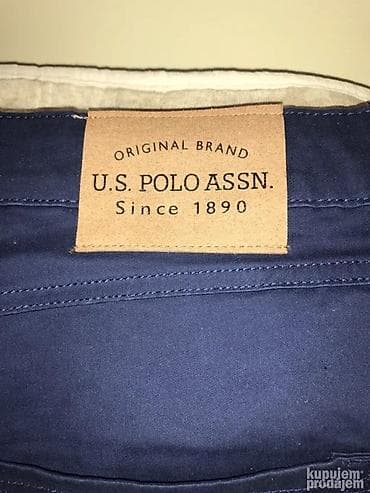 ORIGINAL BRAND
U.S. POLO ASSN.
Since 1890
kupujem
prodajem